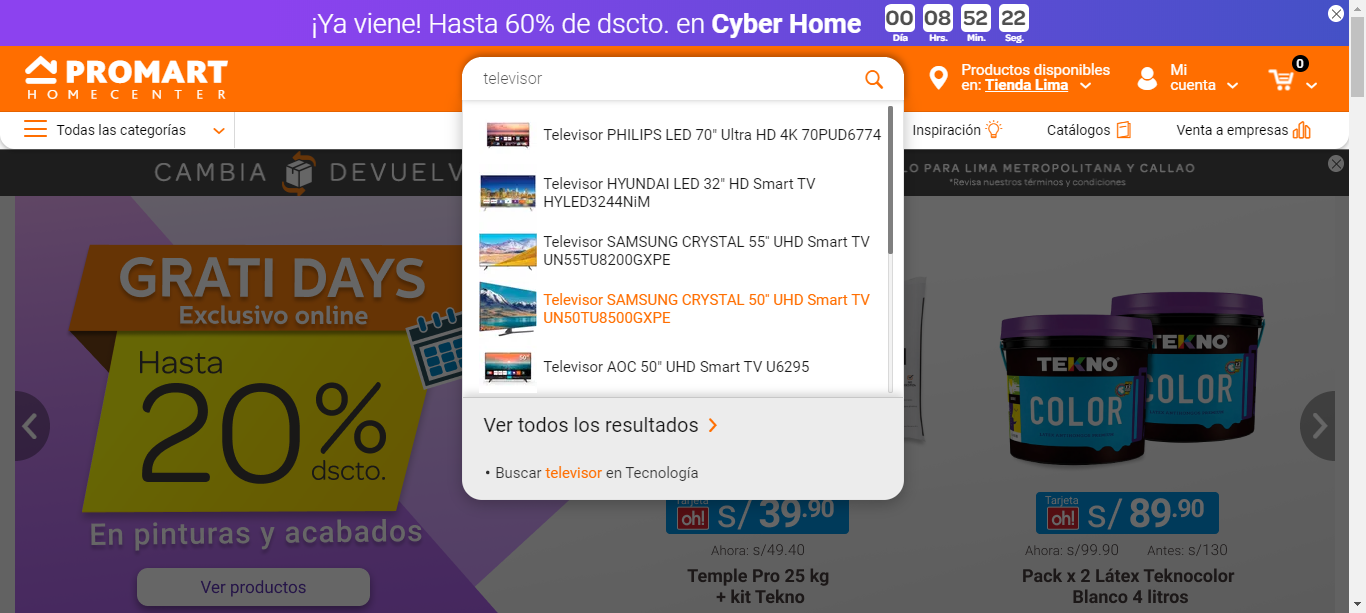 ¡Ya viene! Hasta 60% de dscto. en Cyber Home
00 08 52 22
Día Hrs. Min. Seg.
PROMART
HOMECENTER
televisor
Productos disponibles
en: Tienda Lima
Mi
cuenta
0
Todas las categorías
Inspiración
Catálogos
Venta a empresas
CAMBIA DEVUELV
LO PARA LIMA METROPOLITANA Y CALLAO
*Revisa nuestros términos y condiciones
Televisor PHILIPS LED 70" Ultra HD 4K 70PUD6774
Televisor HYUNDAI LED 32" HD Smart TV
HYLED3244NiM
Televisor SAMSUNG CRYSTAL 55" UHD Smart TV
UN55TU8200GXPE
Televisor SAMSUNG CRYSTAL 50" UHD Smart TV
UN50TU8500GXPE
Televisor AOC 50" UHD Smart TV U6295
Ver todos los resultados
• Buscar televisor en Tecnología
GRATI DAYS
Exclusivo online
Hasta
20%
dscto.
En pinturas y acabados
Ver productos
Tarjeta
oh! S/ 39.90
Ahora: s/49.40
Temple Pro 25 kg
+ kit Tekno
TEKNO
COLOR
TEKNO
COLOR
Tarjeta
oh! S/ 89.90
Ahora: s/99.90 Antes: s/130
Pack x 2 Látex Teknocolor
Blanco 4 litros